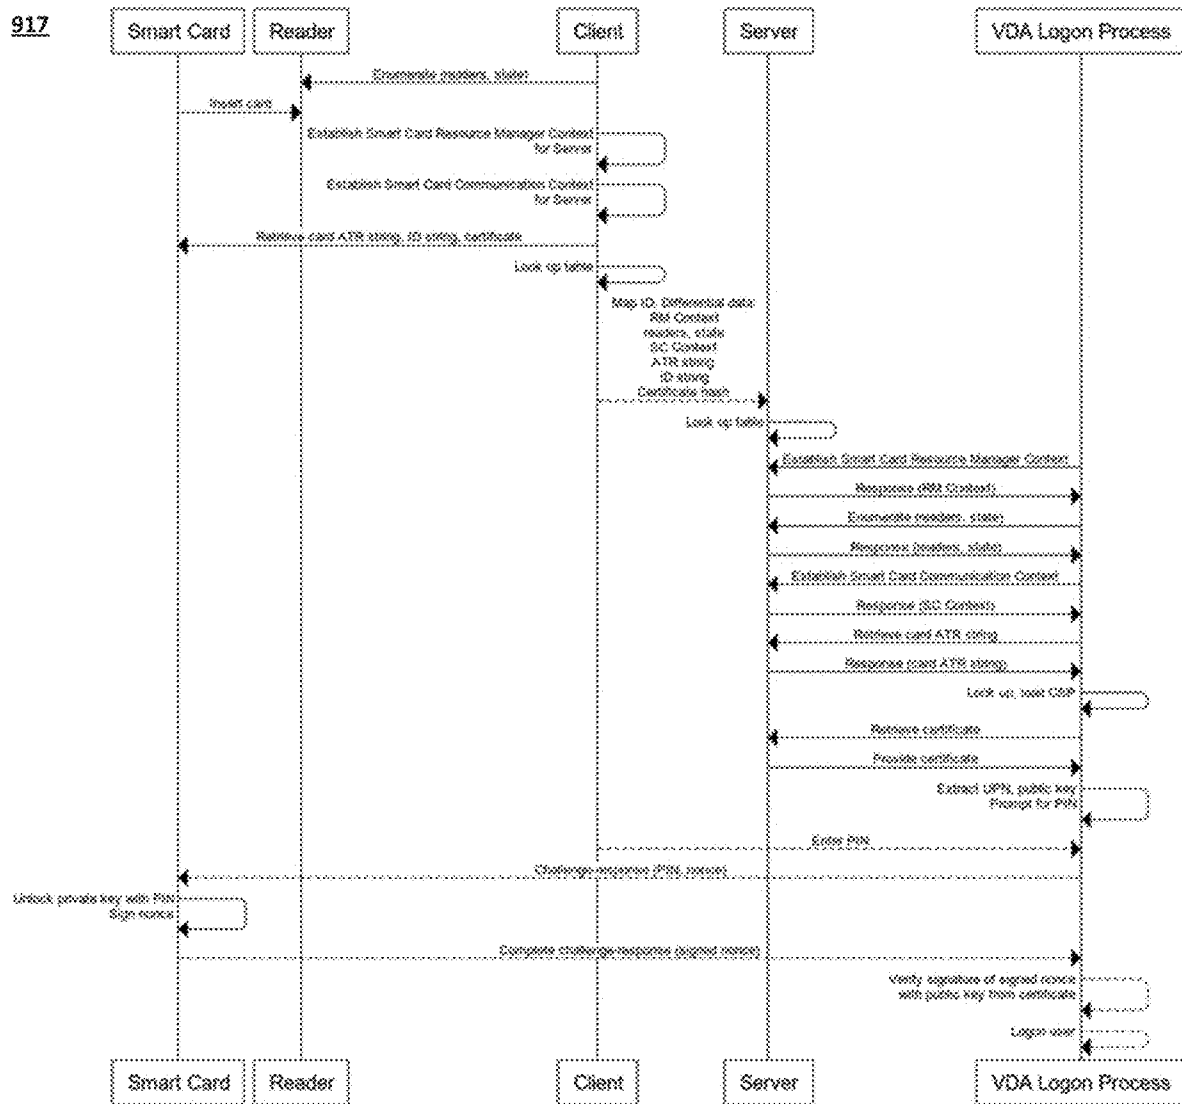 917
Smart Card
Reader
Client
Server
VDA Logon Process
Enumerate (readers, state)
Insert card
Establish Smart Card Resource Manager Context
for Server
Establish Smart Card Communication Context
for Server
Retrieve card ATR string, ID string, certificate
Look up table
Map ID, Differential data
RM Context
readers, state
SC Context
ATR string
ID string
Certificate hash
Look up table
Establish Smart Card Resource Manager Context
Response (RM Context)
Enumerate (readers, state)
Response (readers, state)
Establish Smart Card Communication Context
Response (SC Context)
Retrieve card ATR string
Response (card ATR string)
Look up, load CSP
Retrieve certificate
Provide certificate
Extract UPN, public key
Prompt for PIN
Enter PIN
Challenge-response (PIN, nonce)
Unlock private key with PIN
Sign nonce
Complete challenge-response (signed nonce)
Verify signature of signed nonce
with public key from certificate
Logon user
Smart Card
Reader
Client
Server
VDA Logon Process